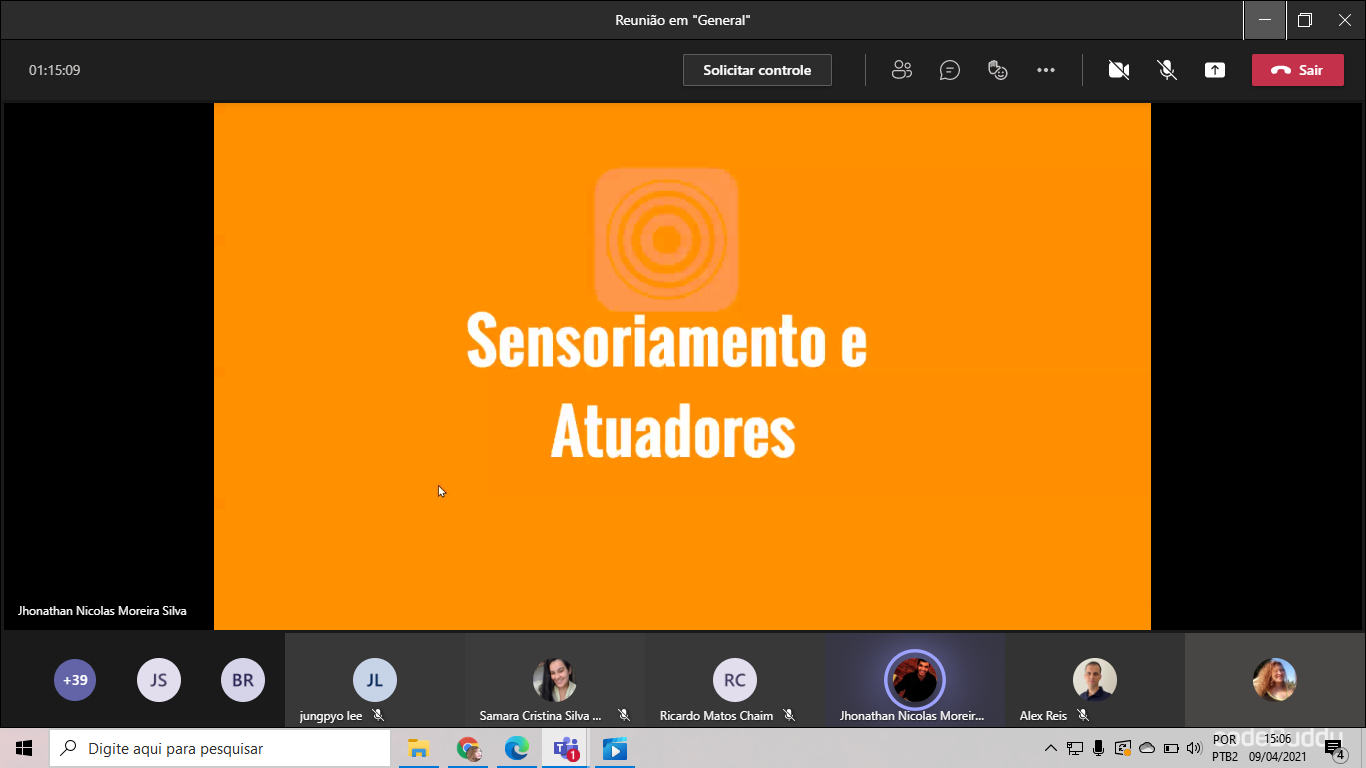 Reunião em "General"
01:15:09
Solicitar controle
Sair
Sensoriamento e
Atuadores
Jhonathan Nicolas Moreira Silva
+39
JS
BR
JL
RC
jungpyo lee
Samara Cristina Silva ...
Ricardo Matos Chaim
Jhonathan Nicolas Moreir...
Alex Reis
Digite aqui para pesquisar
1
POR
PTB2
15:06
09/04/2021
4